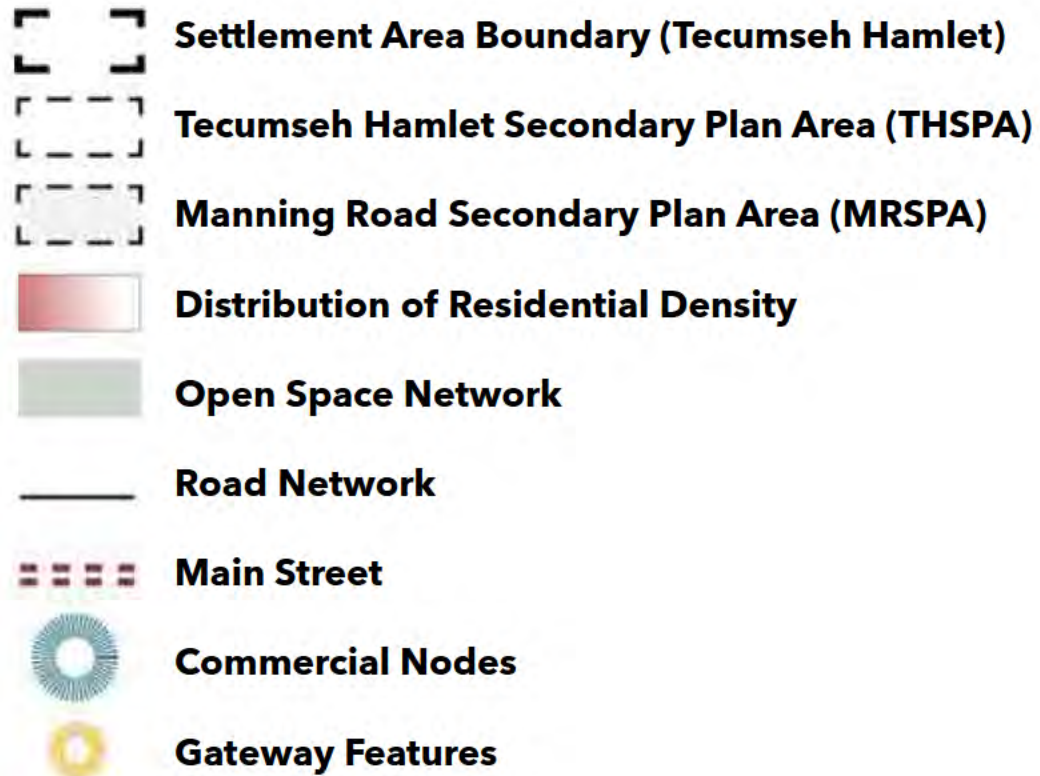 Settlement Area Boundary (Tecumseh Hamlet)
Tecumseh Hamlet Secondary Plan Area (THSPA)
Manning Road Secondary Plan Area (MRSPA)
Distribution of Residential Density
Open Space Network
Road Network
Main Street
Commercial Nodes
Gateway Features